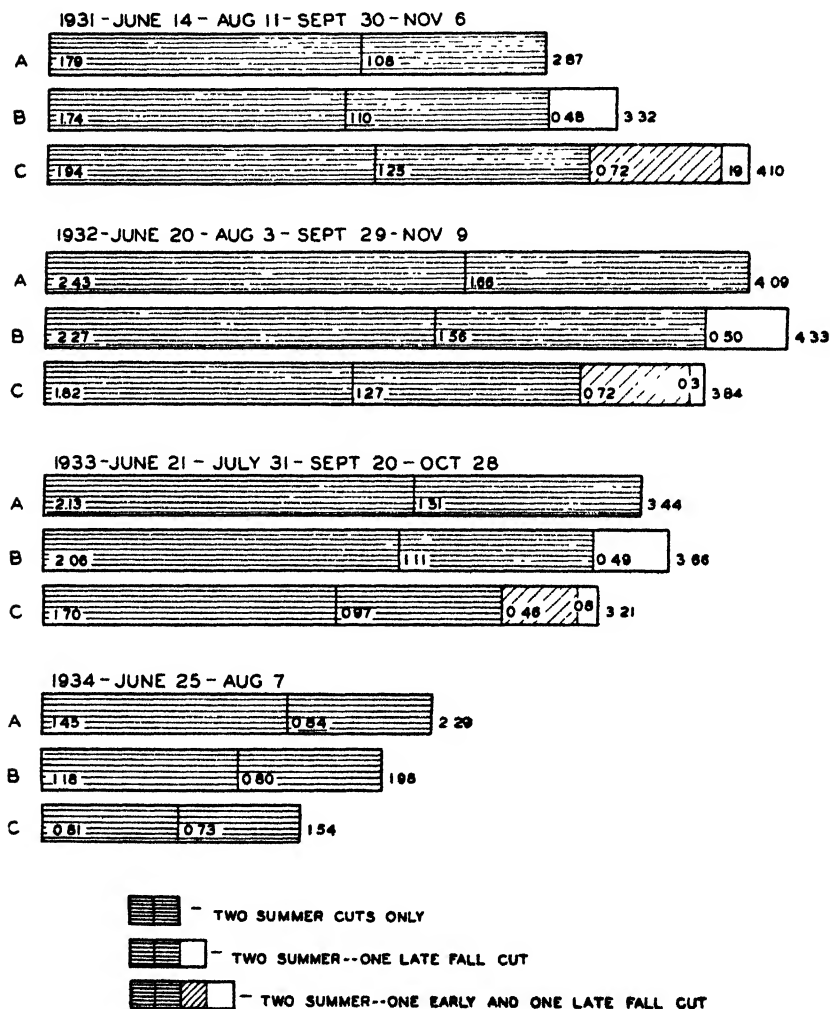 1931-JUNE 14-AUG 11-SEPT 30-NOV 6
A 1.79 1.08 2 87
B 1.74 1.10 0 48 3 32
C 1.94 1.25 0 72 19 4.10
1932-JUNE 20-AUG 3-SEPT 29-NOV 9
A 2.43 1.66 4 09
B 2.27 1.56 0 50 4 33
C 1.82 1.27 0 72 0 3 3 84
1933-JUNE 21-JULY 31-SEPT 20-OCT 28
A 2.13 1.31 3 44
B 2.06 1.11 0 49 3 66
C 1.70 0.97 0 46 08 3 21
1934-JUNE 25-AUG 7
A 1.45 0.84 2 29
B 1.18 0.80 1 98
C 0.81 0.73 1 54
- TWO SUMMER CUTS ONLY
- TWO SUMMER--ONE LATE FALL CUT
- TWO SUMMER--ONE EARLY AND ONE LATE FALL CUT